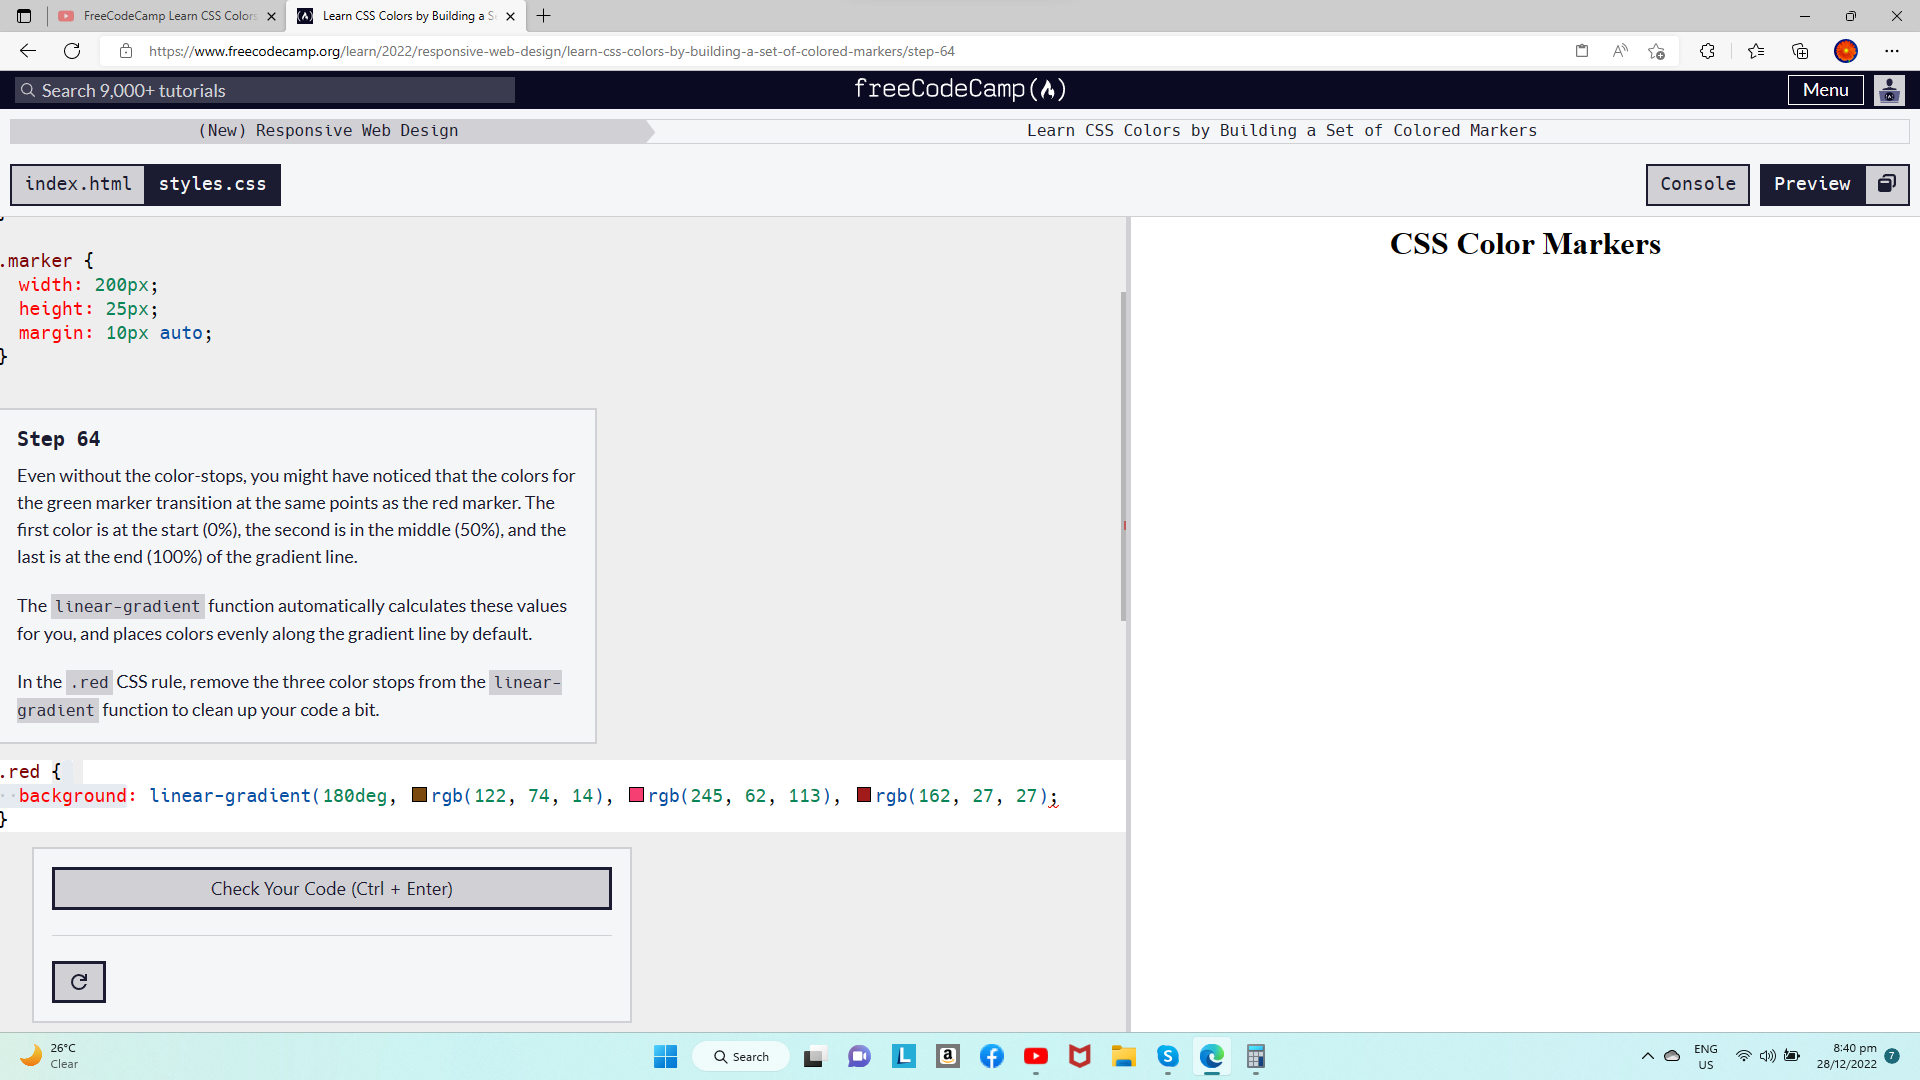 FreeCodeCamp Learn CSS Colors
Learn CSS Colors by Building a Se
https://www.freecodecamp.org/learn/2022/responsive-web-design/learn-css-colors-by-building-a-set-of-colored-markers/step-64
Search 9,000+ tutorials
freeCodeCamp(
)
Menu
(New) Responsive Web Design
Learn CSS Colors by Building a Set of Colored Markers
index.html
styles.css
Console
Preview
.marker {
width: 200px;
height: 25px;
margin: 10px auto;
}
CSS Color Markers
Step 64
Even without the color-stops, you might have noticed that the colors for
the green marker transition at the same points as the red marker. The
first color is at the start (0%), the second is in the middle (50%), and the
last is at the end (100%) of the gradient line.
The linear-gradient function automatically calculates these values
for you, and places colors evenly along the gradient line by default.
In the .red CSS rule, remove the three color stops from the linear-
gradient function to clean up your code a bit.
.red {
background: linear-gradient(180deg, rgb(122, 74, 14), rgb(245, 62, 113), rgb(162, 27, 27);
}
Check Your Code (Ctrl + Enter)
26°C
Clear
Search
ENG
US
8:40 pm
28/12/2022
7